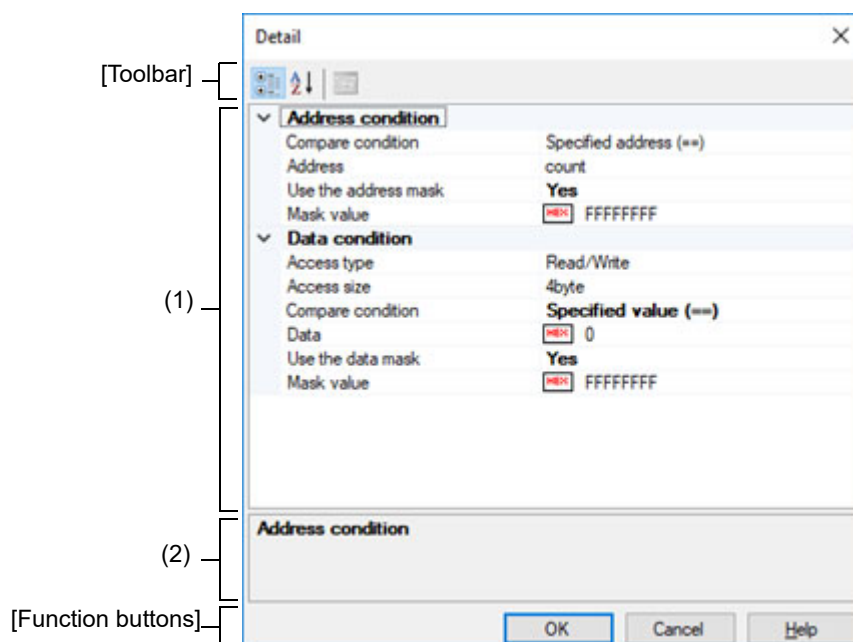 Detail
[Toolbar]
Address condition
Compare condition Specified address (==)
Address count
Use the address mask Yes
Mask value HEX FFFFFFFF
Data condition
Access type Read/Write
Access size 4byte
(1)
Compare condition Specified value (==)
Data HEX 0
Use the data mask Yes
Mask value HEX FFFFFFFF
Address condition
(2)
[Function buttons]
OK Cancel Help